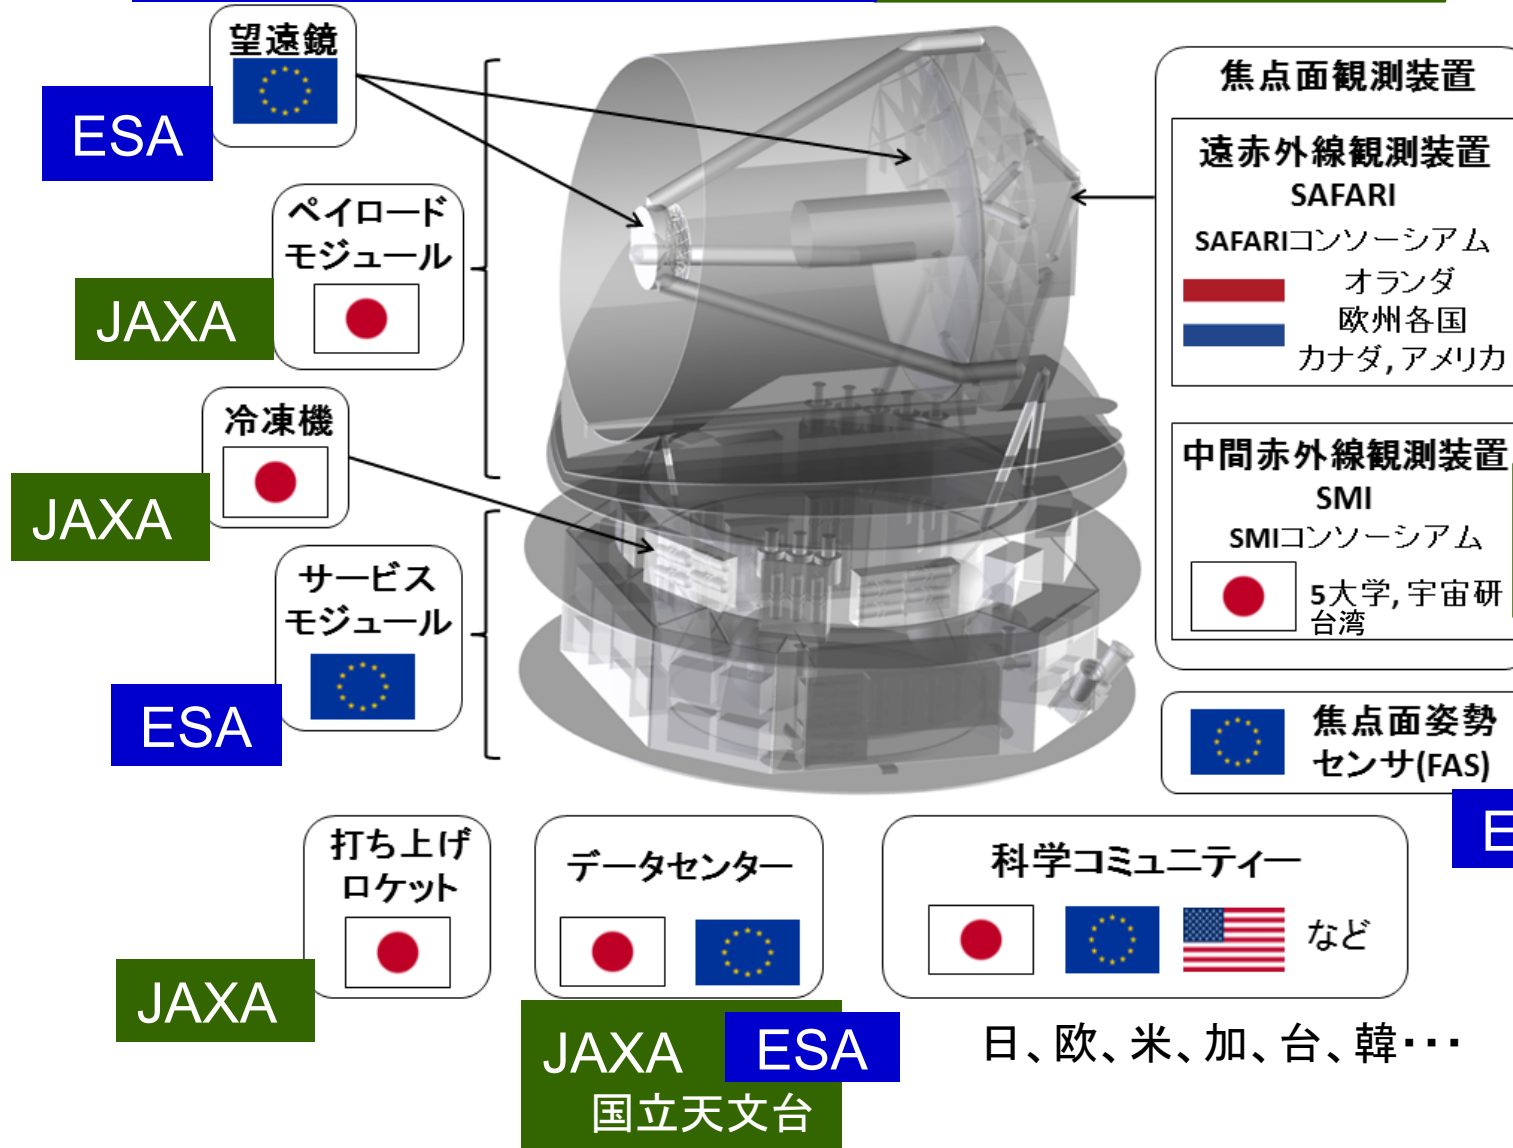 望遠鏡
ESA
ペイロード
モジュール
JAXA
冷凍機
JAXA
サービス
モジュール
ESA
焦点面観測装置
遠赤外線観測装置
SAFARI
SAFARIコンソーシアム
オランダ
欧州各国
カナダ, アメリカ
中間赤外線観測装置
SMI
SMIコンソーシアム
5大学, 宇宙研
台湾
焦点面姿勢
センサ(FAS)
打ち上げ
ロケット
JAXA
データセンター
JAXA
ESA
国立天文台
科学コミュニティー
など
日、欧、米、加、台、韓・・・